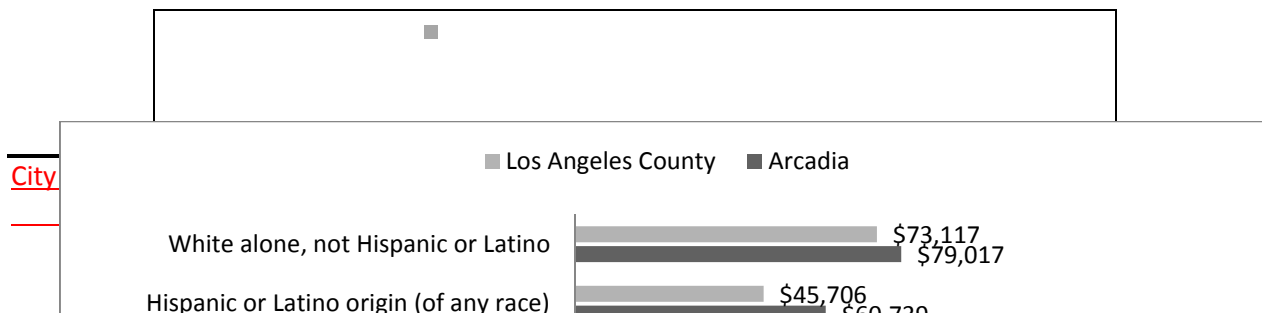 Los Angeles County Arcadia
City
White alone, not Hispanic or Latino $73,117
$79,017
Hispanic or Latino origin (of any race) $45,706